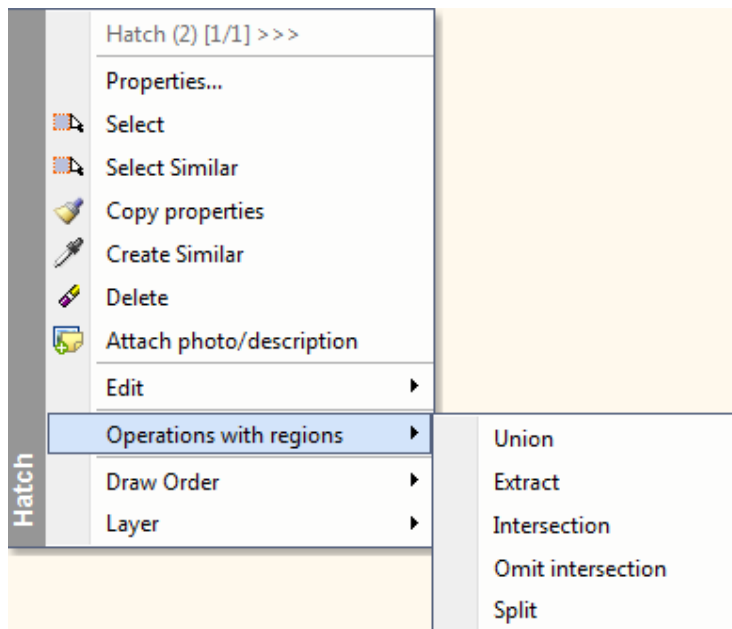 Hatch (2) [1/1] >>>
Properties...
Select
Select Similar
Copy properties
Create Similar
Delete
Attach photo/description
Edit
Operations with regions
Draw Order
Layer
Hatch
Union
Extract
Intersection
Omit intersection
Split